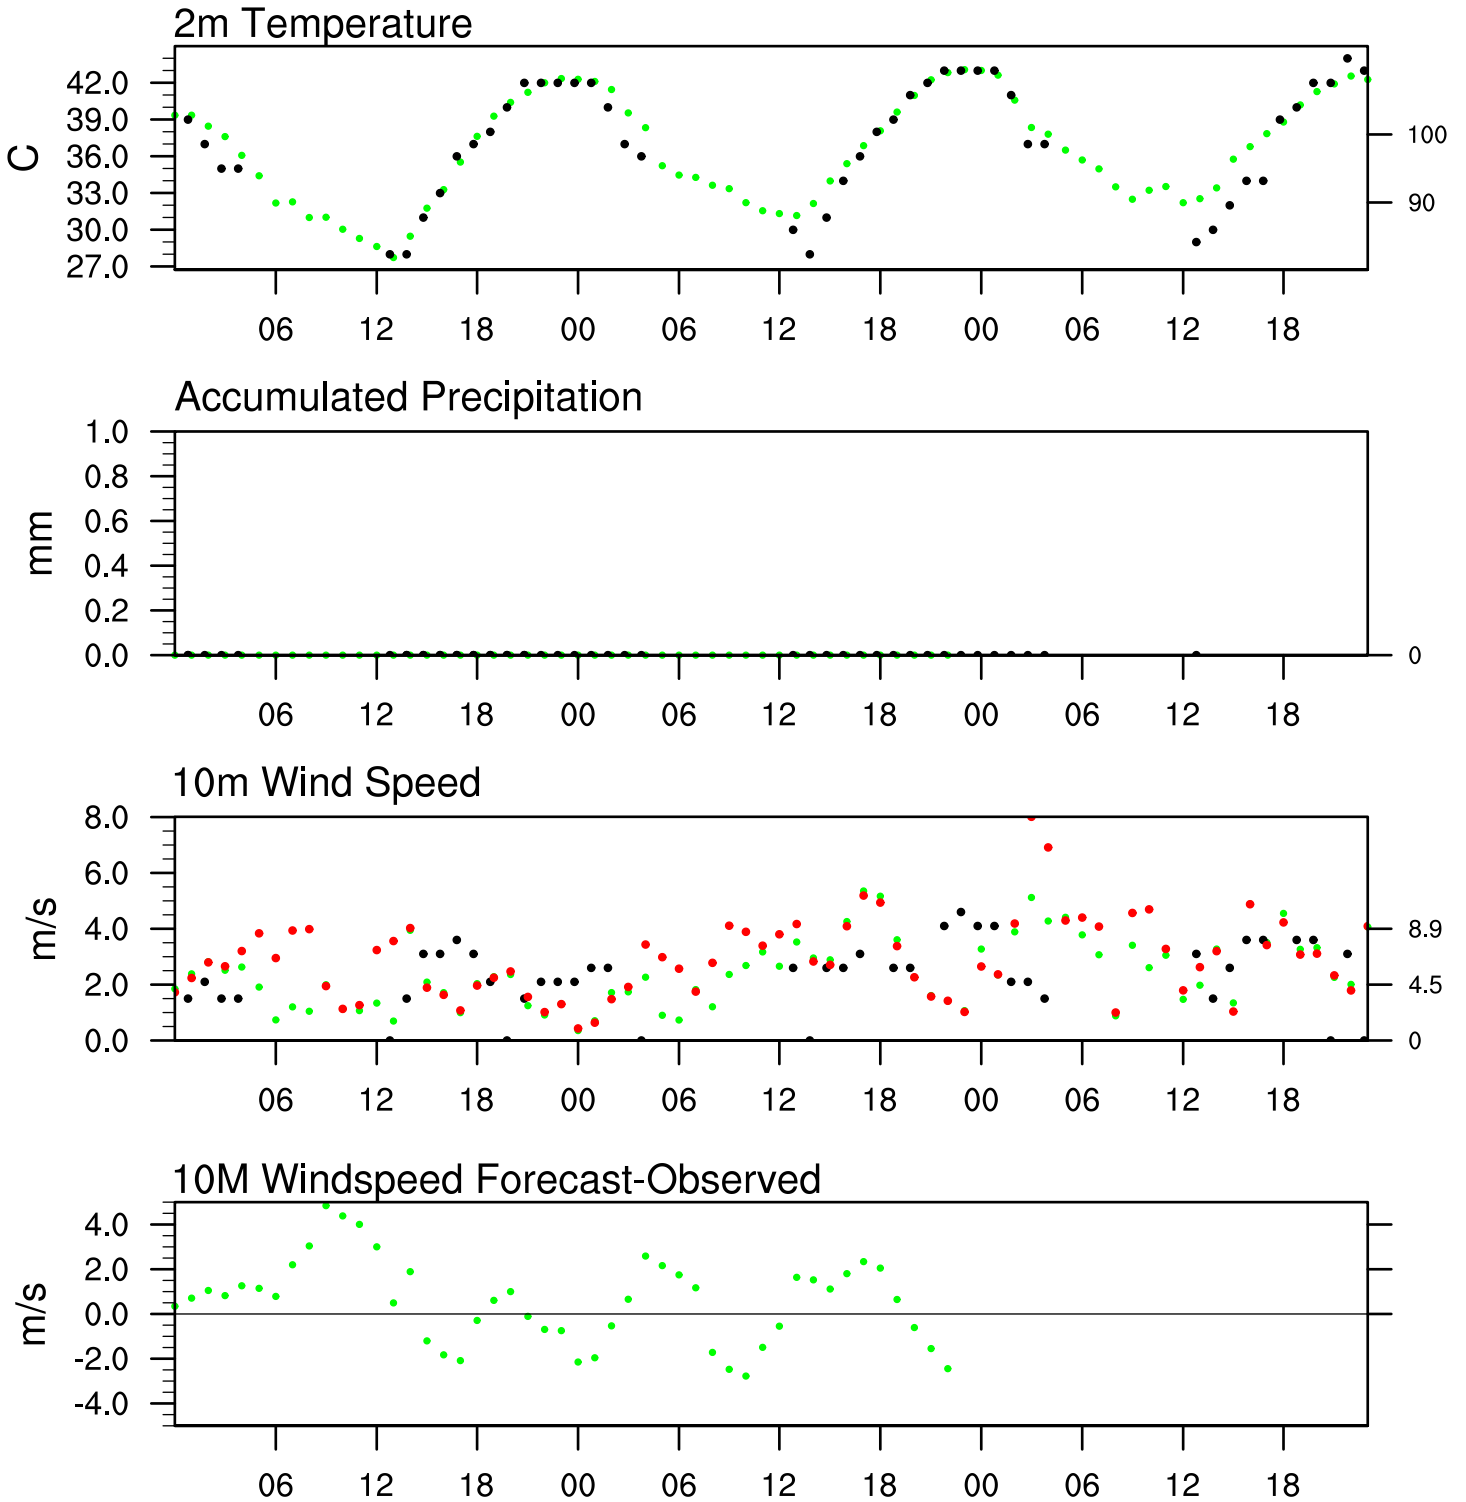 2m Temperature
42.0
39.0
36.0
33.0
30.0
27.0
C
100
90
06 12 18 00 06 12 18 00 06 12 18
Accumulated Precipitation
1.0
0.8
0.6
0.4
0.2
0.0
mm
0
06 12 18 00 06 12 18 00 06 12 18
10m Wind Speed
8.0
6.0
4.0
2.0
0.0
m/s
8.9
4.5
0
06 12 18 00 06 12 18 00 06 12 18
10M Windspeed Forecast-Observed
4.0
2.0
0.0
-2.0
-4.0
m/s
06 12 18 00 06 12 18 00 06 12 18